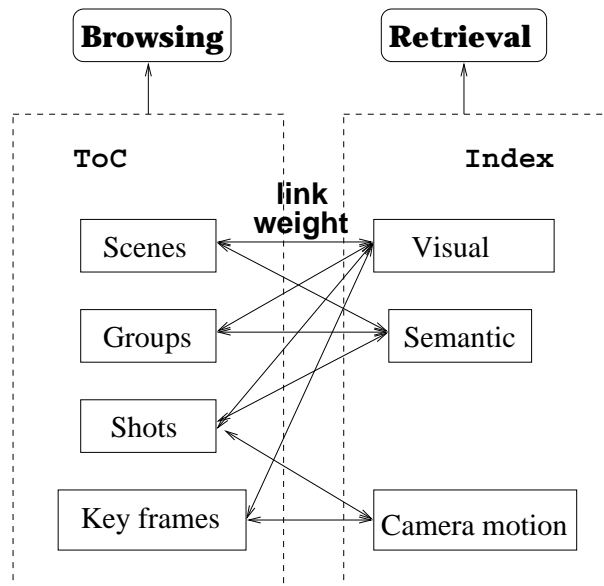 Browsing
Retrieval
ToC
Index
link
weight
Scenes
Visual
Groups
Semantic
Shots
Key frames
Camera motion